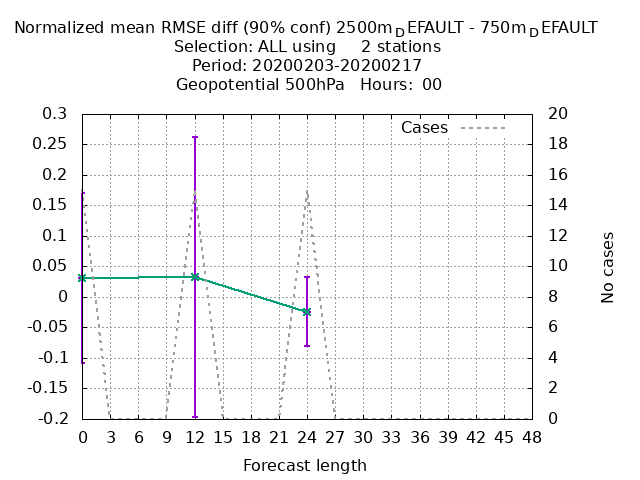 Normalized mean RMSE diff (90% conf) 2500m_DEFAULT - 750m_DEFAULT
Selection: ALL using     2 stations
Period: 20200203-20200217
Geopotential 500hPa   Hours:  00
Cases
0.3
0.25
0.2
0.15
0.1
0.05
0
-0.05
-0.1
-0.15
-0.2
20
18
16
14
12
10
8
6
4
2
0
No cases
0 3 6 9 12 15 18 21 24 27 30 33 36 39 42 45 48
Forecast length